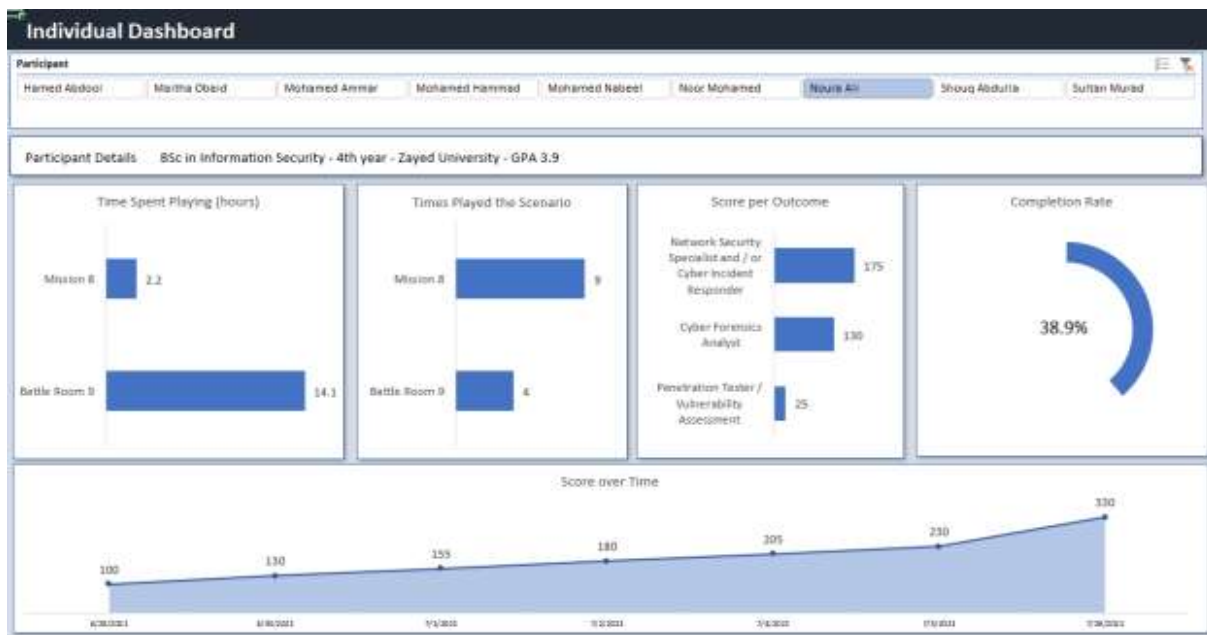 Individual Dashboard
Participant
Hamed Abdool
Maitha Obaid
Mohamed Ammar
Mohamed Hammad
Mohamed Nabeel
Noor Mohamed
Noura Ali
Shouq Abdulla
Sultan Murad
Participant Details BSc in Information Security - 4th year - Zayed University - GPA 3.9
Time Spent Playing (hours)
Mission 8
2.2
Battle Room 9
14.1
Times Played the Scenario
Mission 8
9
Battle Room 9
4
Score per Outcome
Network Security
Specialist and / or
Cyber Incident
Responder
175
Cyber Forensics
Analyst
130
Penetration Tester /
Vulnerability
Assessment
25
Completion Rate
38.9%
Score over Time
100
130
155
180
205
230
330